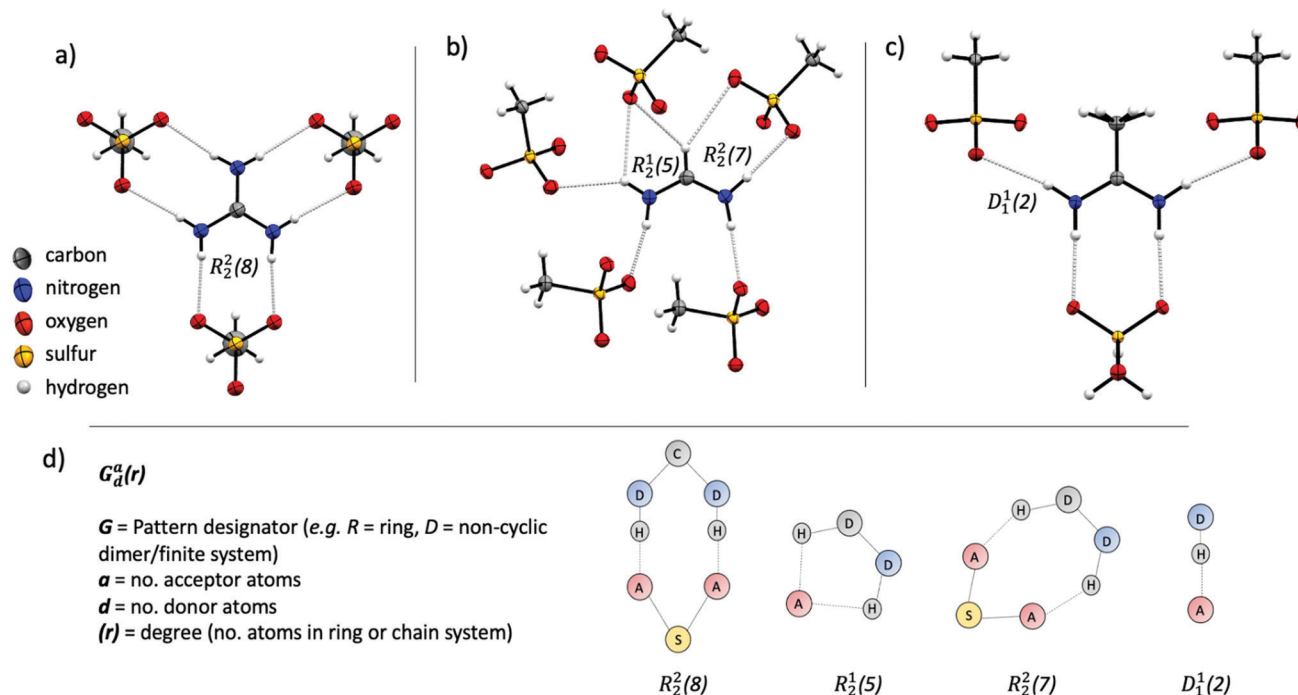 a)
b)
c)
R₂²(8)
R₂¹(5)
R₂²(7)
D₁¹(2)
carbon
nitrogen
oxygen
sulfur
hydrogen
d)
G_d^a(r)
G = Pattern designator (e.g. R = ring, D = non-cyclic
dimer/finite system)
a = no. acceptor atoms
d = no. donor atoms
(r) = degree (no. atoms in ring or chain system)
C
D D
H H
A A
S
R₂²(8)
H D
D
A H
R₂¹(5)
H D
A D
H
S A
R₂²(7)
D
H
A
D₁¹(2)